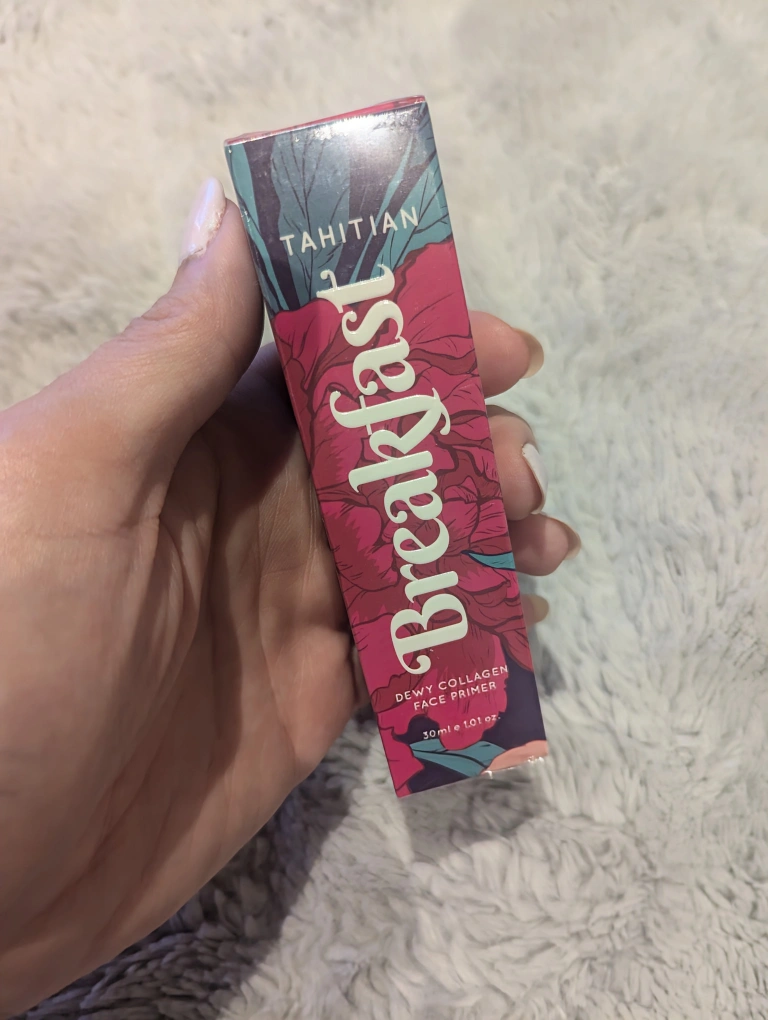 TAHITIAN
Breakfast
DEWY COLLAGEN
FACE PRIMER
30ml e 1.01 oz.